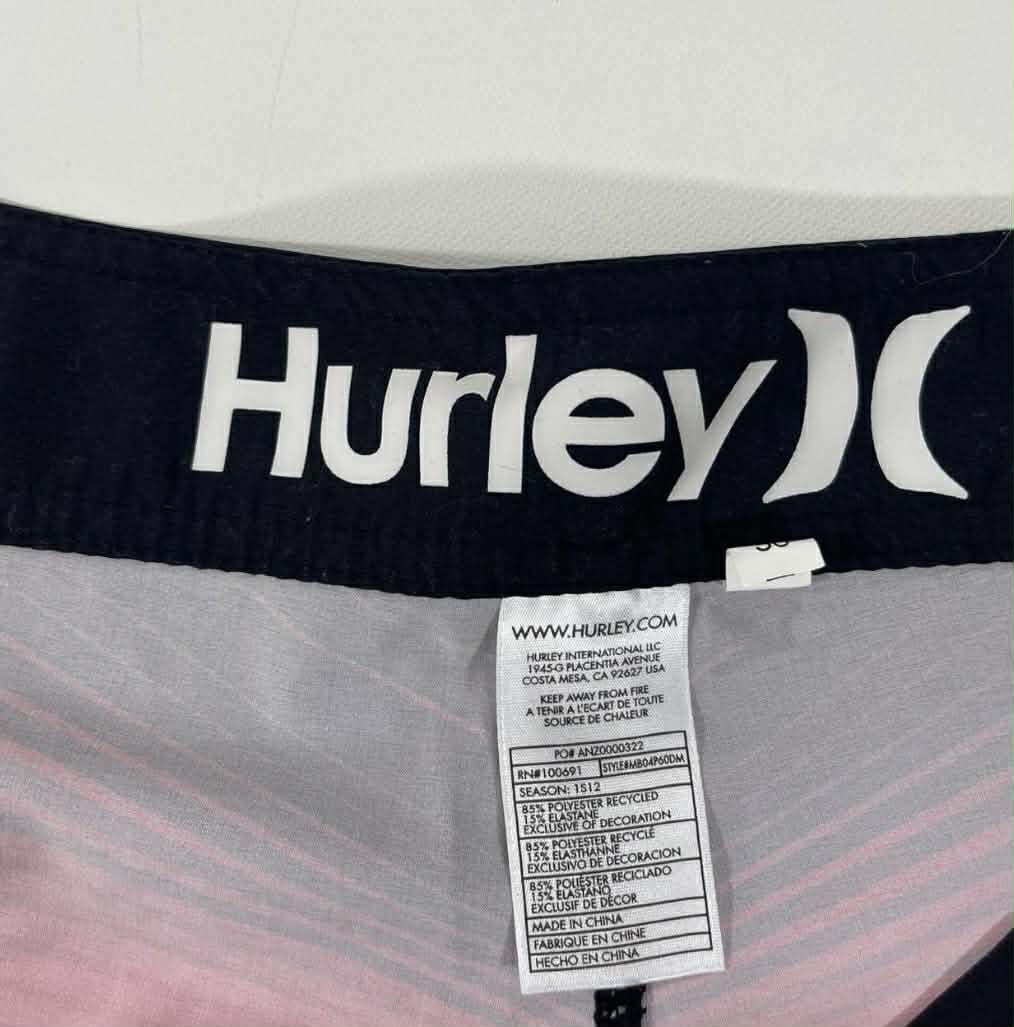 Hurley
WWW.HURLEY.COM
HURLEY INTERNATIONAL LLC
1945-G PLACENTIA AVENUE
COSTA MESA, CA 92627 USA
KEEP AWAY FROM FIRE
A TENIR A L'ECART DE TOUTE
SOURCE DE CHALEUR
PO# ANZ0000322
RN#100691 STYLE#MB04P60DM
SEASON: 1512
85% POLYESTER RECYCLED
15% ELASTANE
EXCLUSIVE OF DECORATION
85% POLYESTER RECYCLÉ
15% ELASTHANNE
EXCLUSIVO DE DECORACION
85% POLIÉSTER RECICLADO
15% ELASTANO
EXCLUSIF DE DÉCOR
MADE IN CHINA
FABRIQUE EN CHINE
HECHO EN CHINA